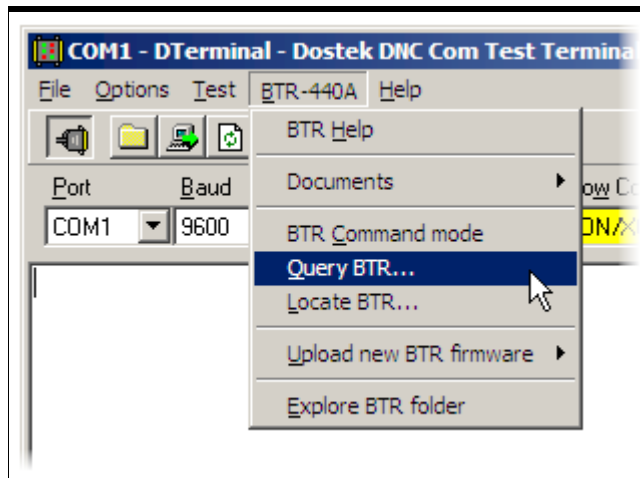 COM1 - DTerminal - Dostek DNC Com Test Termina
File Options Test BTR-440A Help
BTR Help
Port Baud Documents
COM1 9600 BTR Command mode
Query BTR...
Locate BTR...
Upload new BTR firmware
Explore BTR folder